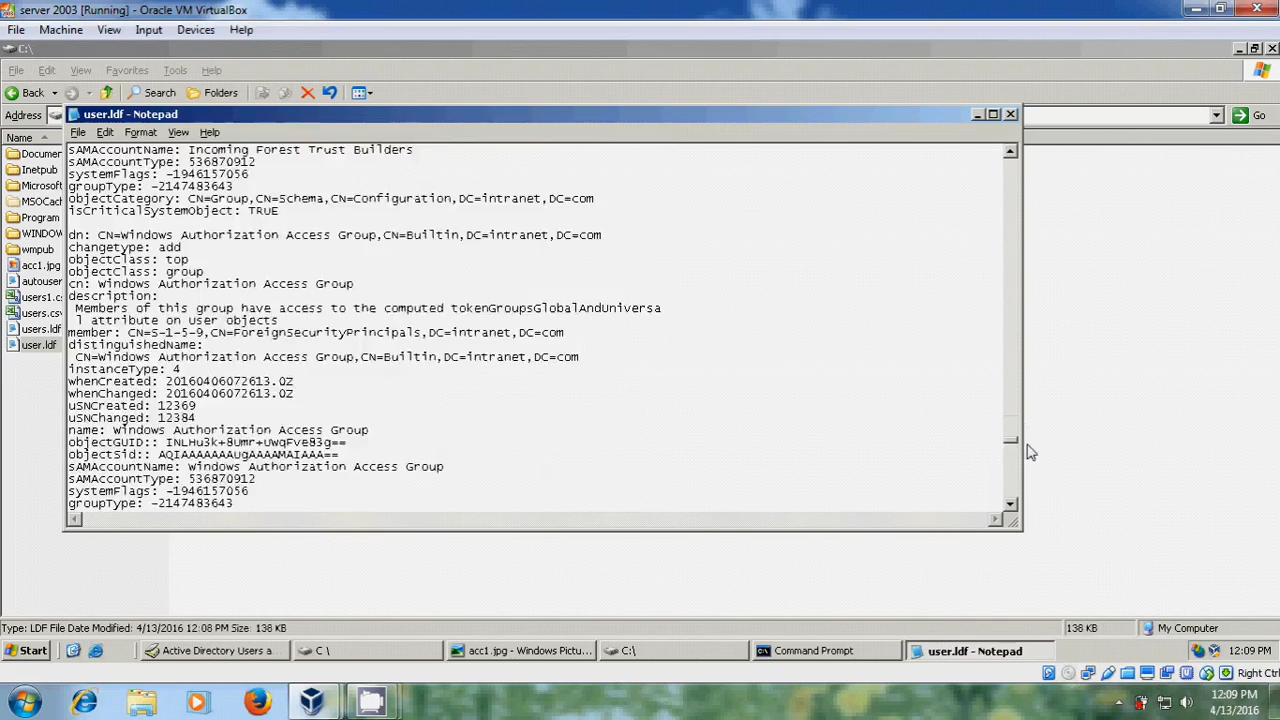 server 2003 [Running] - Oracle VM VirtualBox
File Machine View Input Devices Help
C:\
File Edit View Favorites Tools Help
Back Search Folders
Address Go
Name
Documen
Inetpub
Microsoft
MSOCach
Program
WINDOW
wmpub
acc1.jpg
autouser
users1.cs
users.csv
users.ldf
user.ldf
user.ldf - Notepad
File Edit Format View Help
sAMAccountName: Incoming Forest Trust Builders
sAMAccountType: 536870912
systemFlags: -1946157056
groupType: -2147483643
objectCategory: CN=Group,CN=Schema,CN=Configuration,DC=intranet,DC=com
isCriticalSystemObject: TRUE
dn: CN=Windows Authorization Access Group,CN=Builtin,DC=intranet,DC=com
changetype: add
objectClass: top
objectClass: group
cn: Windows Authorization Access Group
description:
Members of this group have access to the computed tokenGroupsGlobalAndUniversa
l attribute on User objects
member: CN=S-1-5-9,CN=ForeignSecurityPrincipals,DC=intranet,DC=com
distinguishedName:
CN=Windows Authorization Access Group,CN=Builtin,DC=intranet,DC=com
instanceType: 4
whenCreated: 20160406072613.0Z
whenChanged: 20160406072613.0Z
uSNCreated: 12369
uSNChanged: 12384
name: Windows Authorization Access Group
objectGUID:: INLHu3k+8Umr+UwqFve83g==
objectSid:: AQIAAAAAAAUgAAAAMAIAAA==
sAMAccountName: Windows Authorization Access Group
sAMAccountType: 536870912
systemFlags: -1946157056
groupType: -2147483643
Type: LDF File Date Modified: 4/13/2016 12:08 PM Size: 138 KB 138 KB My Computer
Start Active Directory Users a... C:\ acc1.jpg - Windows Pictu... C:\ Command Prompt user.ldf - Notepad 12:09 PM
Right Ctrl
12:09 PM
4/13/2016